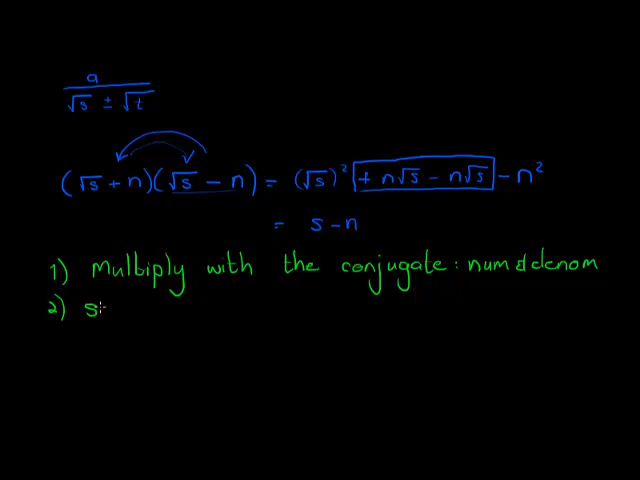 a
√s ± √t
(√s + n)(√s - n) = (√s)² + n√s - n√s - n²
= s - n
1) Multiply with the conjugate: num & denom
2) s